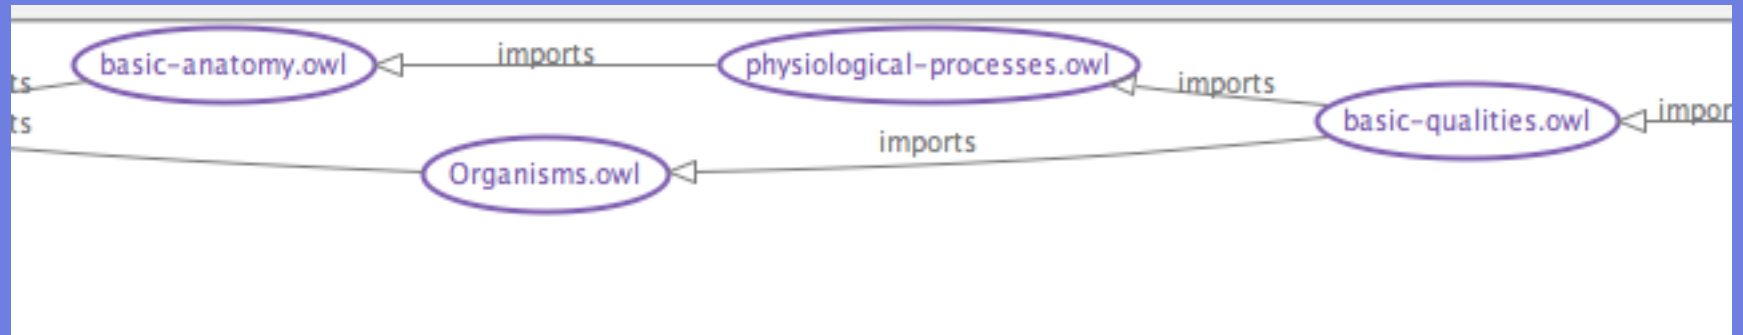 imports
basic-anatomy.owl
physiological-processes.owl
imports
basic-qualities.owl
imports
Organisms.owl